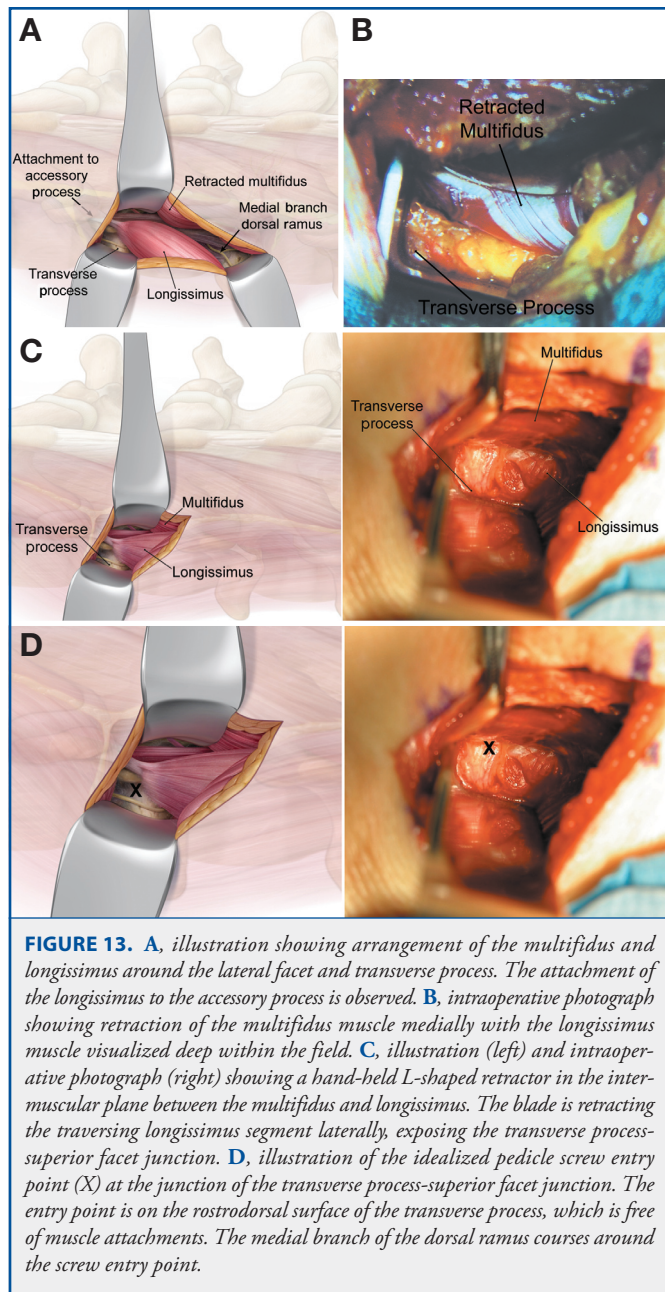 A
Attachment to
accessory
process
Retracted multifidus
Medial branch
dorsal ramus
Transverse
process
Longissimus
B
Retracted
Multifidus
Transverse Process
C
Multifidus
Transverse
process
Longissimus
Multifidus
Transverse
process
Longissimus
D
X
X
FIGURE 13. A, illustration showing arrangement of the multifidus and
longissimus around the lateral facet and transverse process. The attachment of
the longissimus to the accessory process is observed. B, intraoperative photograph
showing retraction of the multifidus muscle medially with the longissimus
muscle visualized deep within the field. C, illustration (left) and intraoper-
ative photograph (right) showing a hand-held L-shaped retractor in the inter-
muscular plane between the multifidus and longissimus. The blade is retracting
the traversing longissimus segment laterally, exposing the transverse process-
superior facet junction. D, illustration of the idealized pedicle screw entry
point (X) at the junction of the transverse process-superior facet junction. The
entry point is on the rostrodorsal surface of the transverse process, which is free
of muscle attachments. The medial branch of the dorsal ramus courses around
the screw entry point.